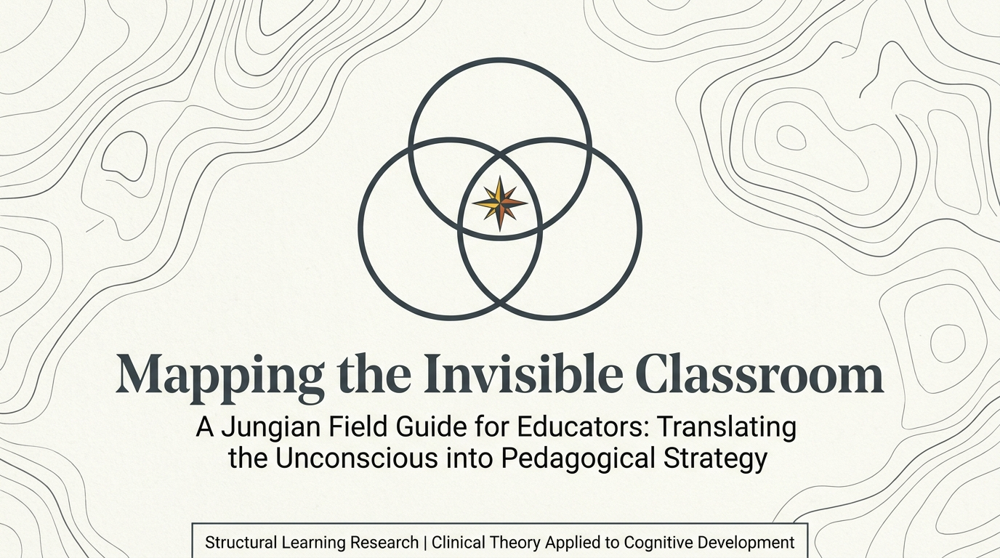 Mapping the Invisible Classroom
A Jungian Field Guide for Educators: Translating
the Unconscious into Pedagogical Strategy
Structural Learning Research | Clinical Theory Applied to Cognitive Development